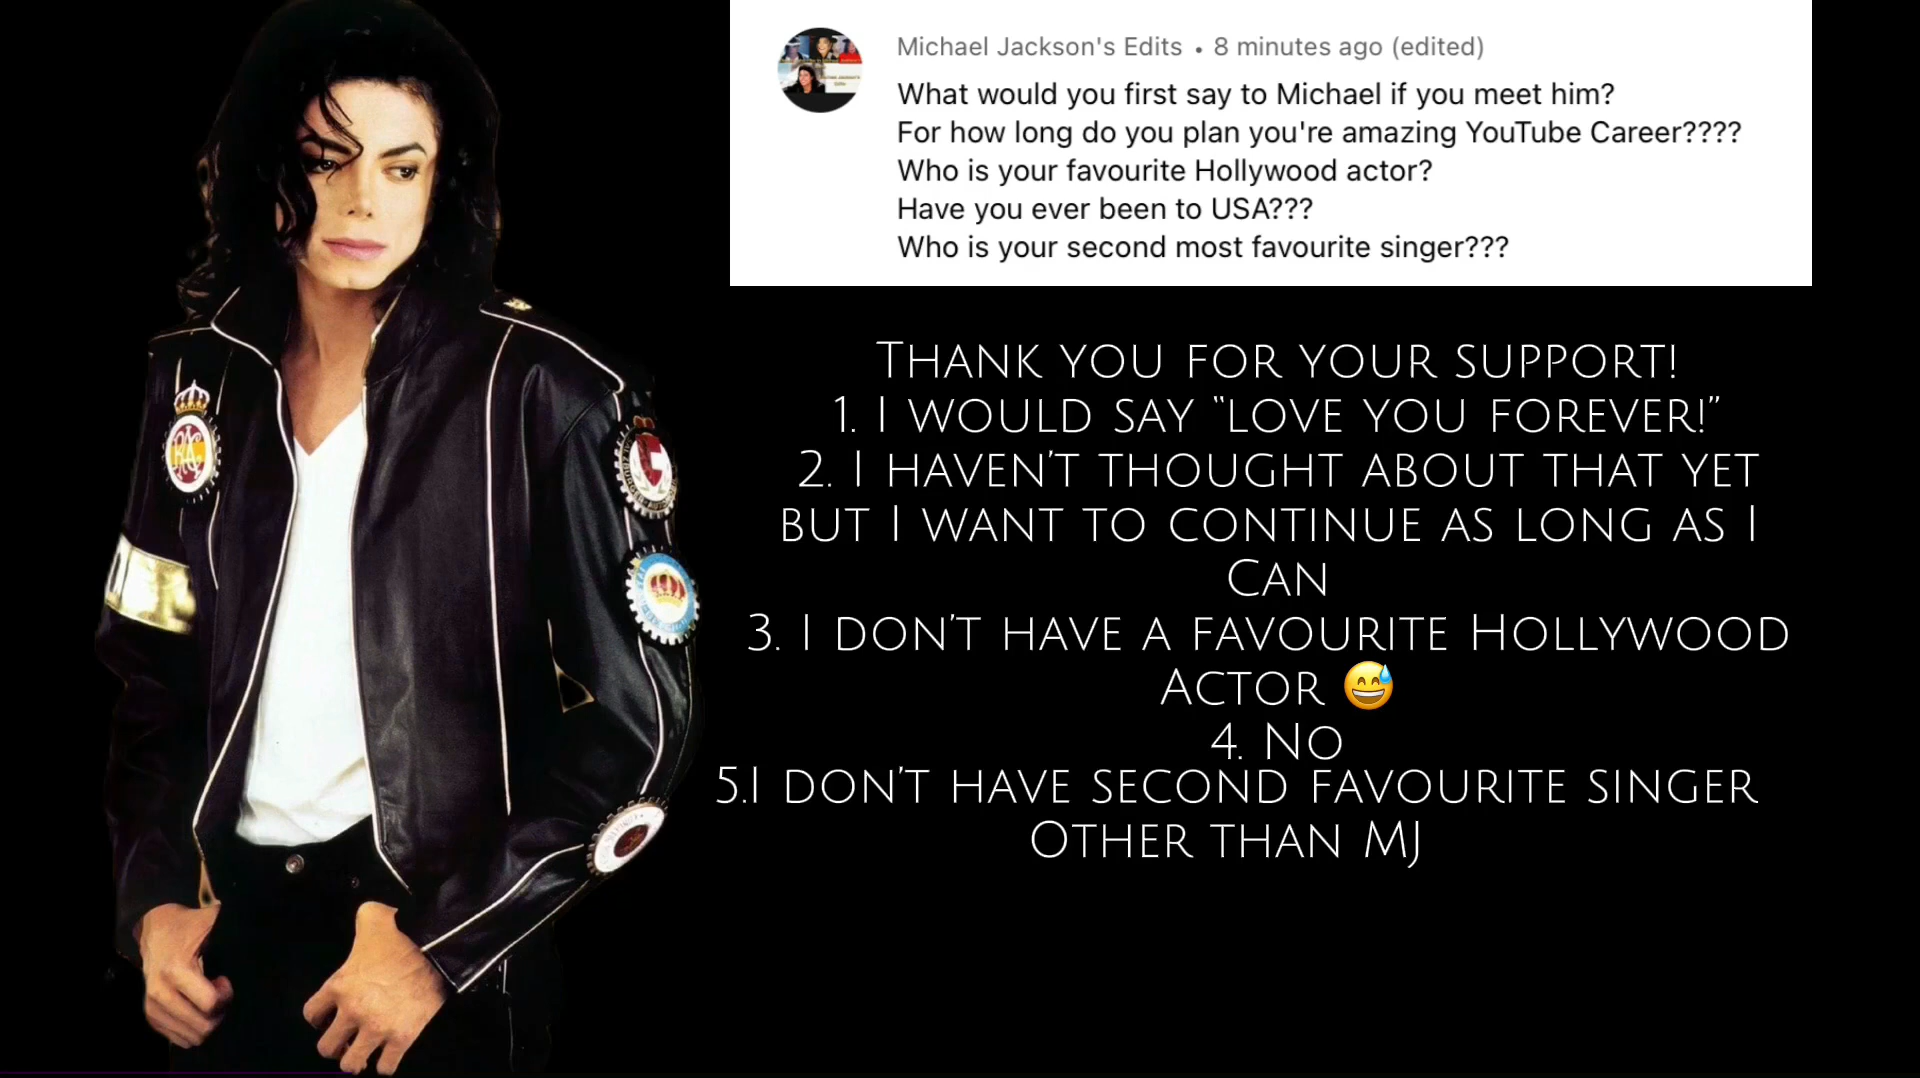 Michael Jackson's Edits • 8 minutes ago (edited)
What would you first say to Michael if you meet him?
For how long do you plan you're amazing YouTube Career????
Who is your favourite Hollywood actor?
Have you ever been to USA???
Who is your second most favourite singer???
Thank you for your support!
1. I would say “love you forever!”
2. I haven’t thought about that yet
but I want to continue as long as I
Can
3. I don’t have a favourite Hollywood
Actor 😅
4. No
5.I don’t have second favourite singer
Other than MJ